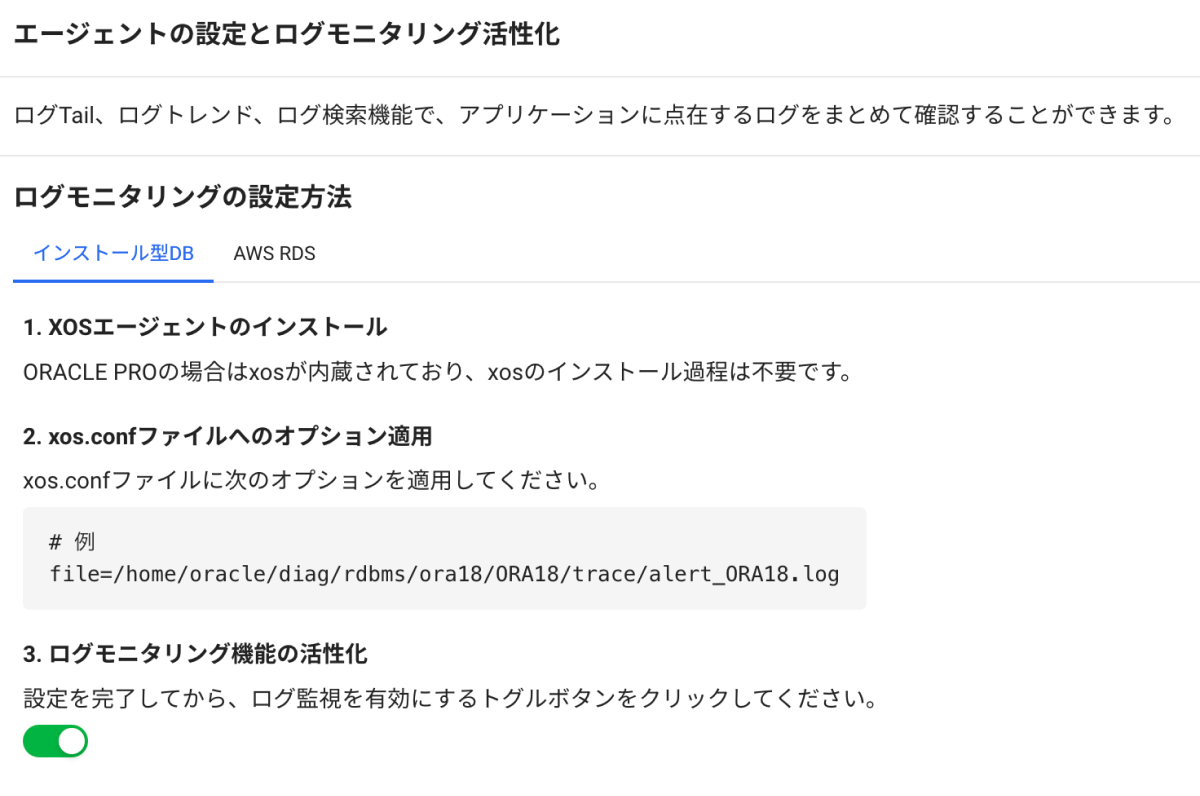 エージェントの設定とログモニタリング活性化
ログTail、ログトレンド、ログ検索機能で、アプリケーションに点在するログをまとめて確認することができます。
ログモニタリングの設定方法
インストール型DB
AWS RDS
1. XOSエージェントのインストール
ORACLE PROの場合はxosが内蔵されており、xosのインストール過程は不要です。
2. xos.confファイルへのオプション適用
xos.confファイルに次のオプションを適用してください。
# 例
file=/home/oracle/diag/rdbms/ora18/ORA18/trace/alert_ORA18.log
3. ログモニタリング機能の活性化
設定を完了してから、ログ監視を有効にするトグルボタンをクリックしてください。